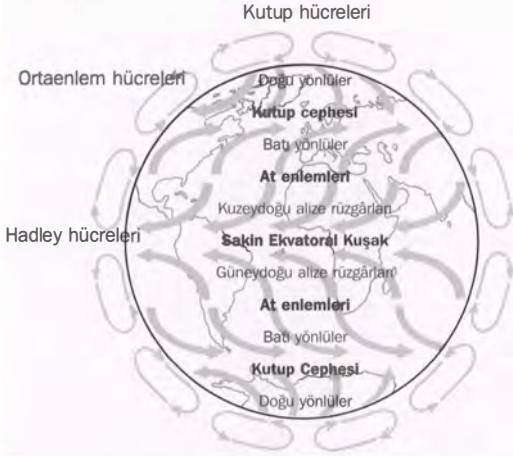 Kutup hücreleri
Ortaenlem hücreleri
Doğu yönlüler
Kutup cephesi
Batı yönlüler
At enlemleri
Kuzeydoğu alize rüzgârları
Hadley hücreleri
Sakin Ekvatoral Kuşak
Güneydoğu alize rüzgârları
At enlemleri
Batı yönlüler
Kutup Cephesi
Doğu yönlüler